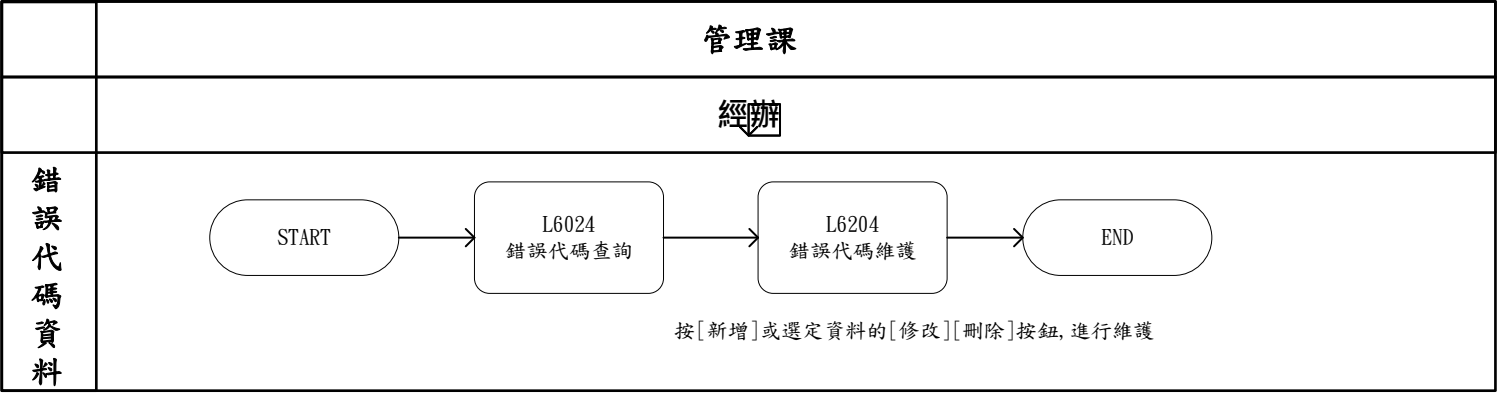 管理課
經辦
錯誤代碼資料
START
L6024
錯誤代碼查詢
L6204
錯誤代碼維護
END
按[新增]或選定資料的[修改][刪除]按鈕,進行維護